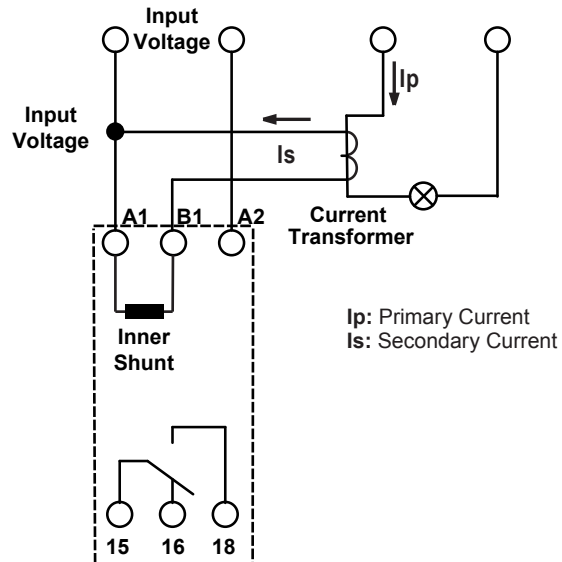 Input
Voltage
Ip
Input
Voltage
Is
A1 B1 A2
Current
Transformer
Inner
Shunt
Ip: Primary Current
Is: Secondary Current
15 16 18